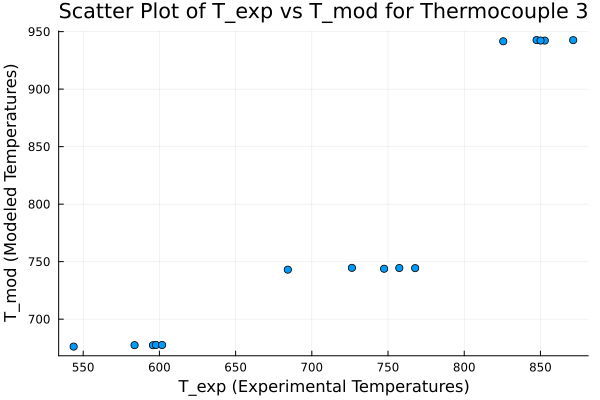 Scatter Plot of T_exp vs T_mod for Thermocouple 3
950
900
850
800
750
700
T_mod (Modeled Temperatures)
550 600 650 700 750 800 850
T_exp (Experimental Temperatures)